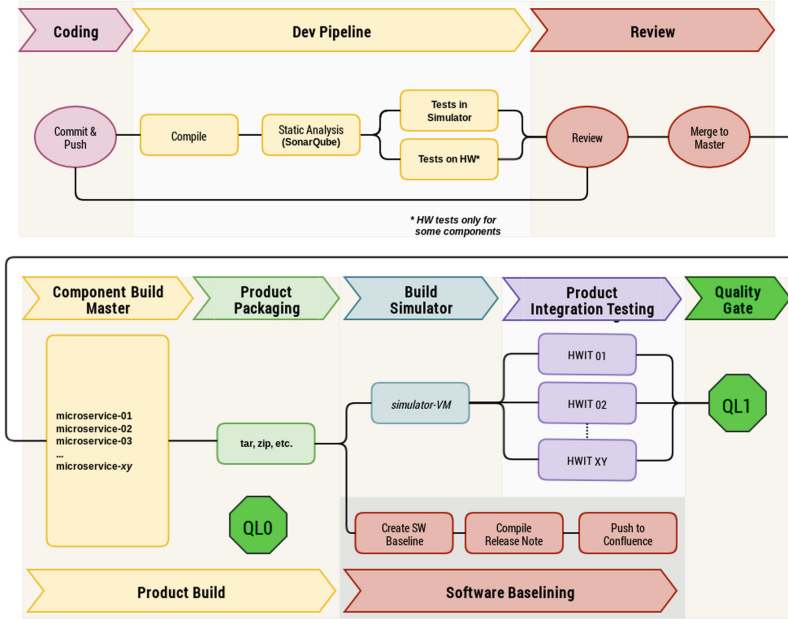 Coding
Dev Pipeline
Review
Commit &
Push
Compile
Static Analysis
(SonarQube)
Tests in
Simulator
Tests on HW*
Review
Merge to
Master
* HW tests only for
some components
Component Build
Master
Product
Packaging
Build
Simulator
Product
Integration Testing
Quality
Gate
microservice-01
microservice-02
microservice-03
...
microservice-xy
tar, zip, etc.
simulator-VM
HWIT 01
HWIT 02
HWIT XY
QL1
QL0
Create SW
Baseline
Compile
Release Note
Push to
Confluence
Product Build
Software Baselining